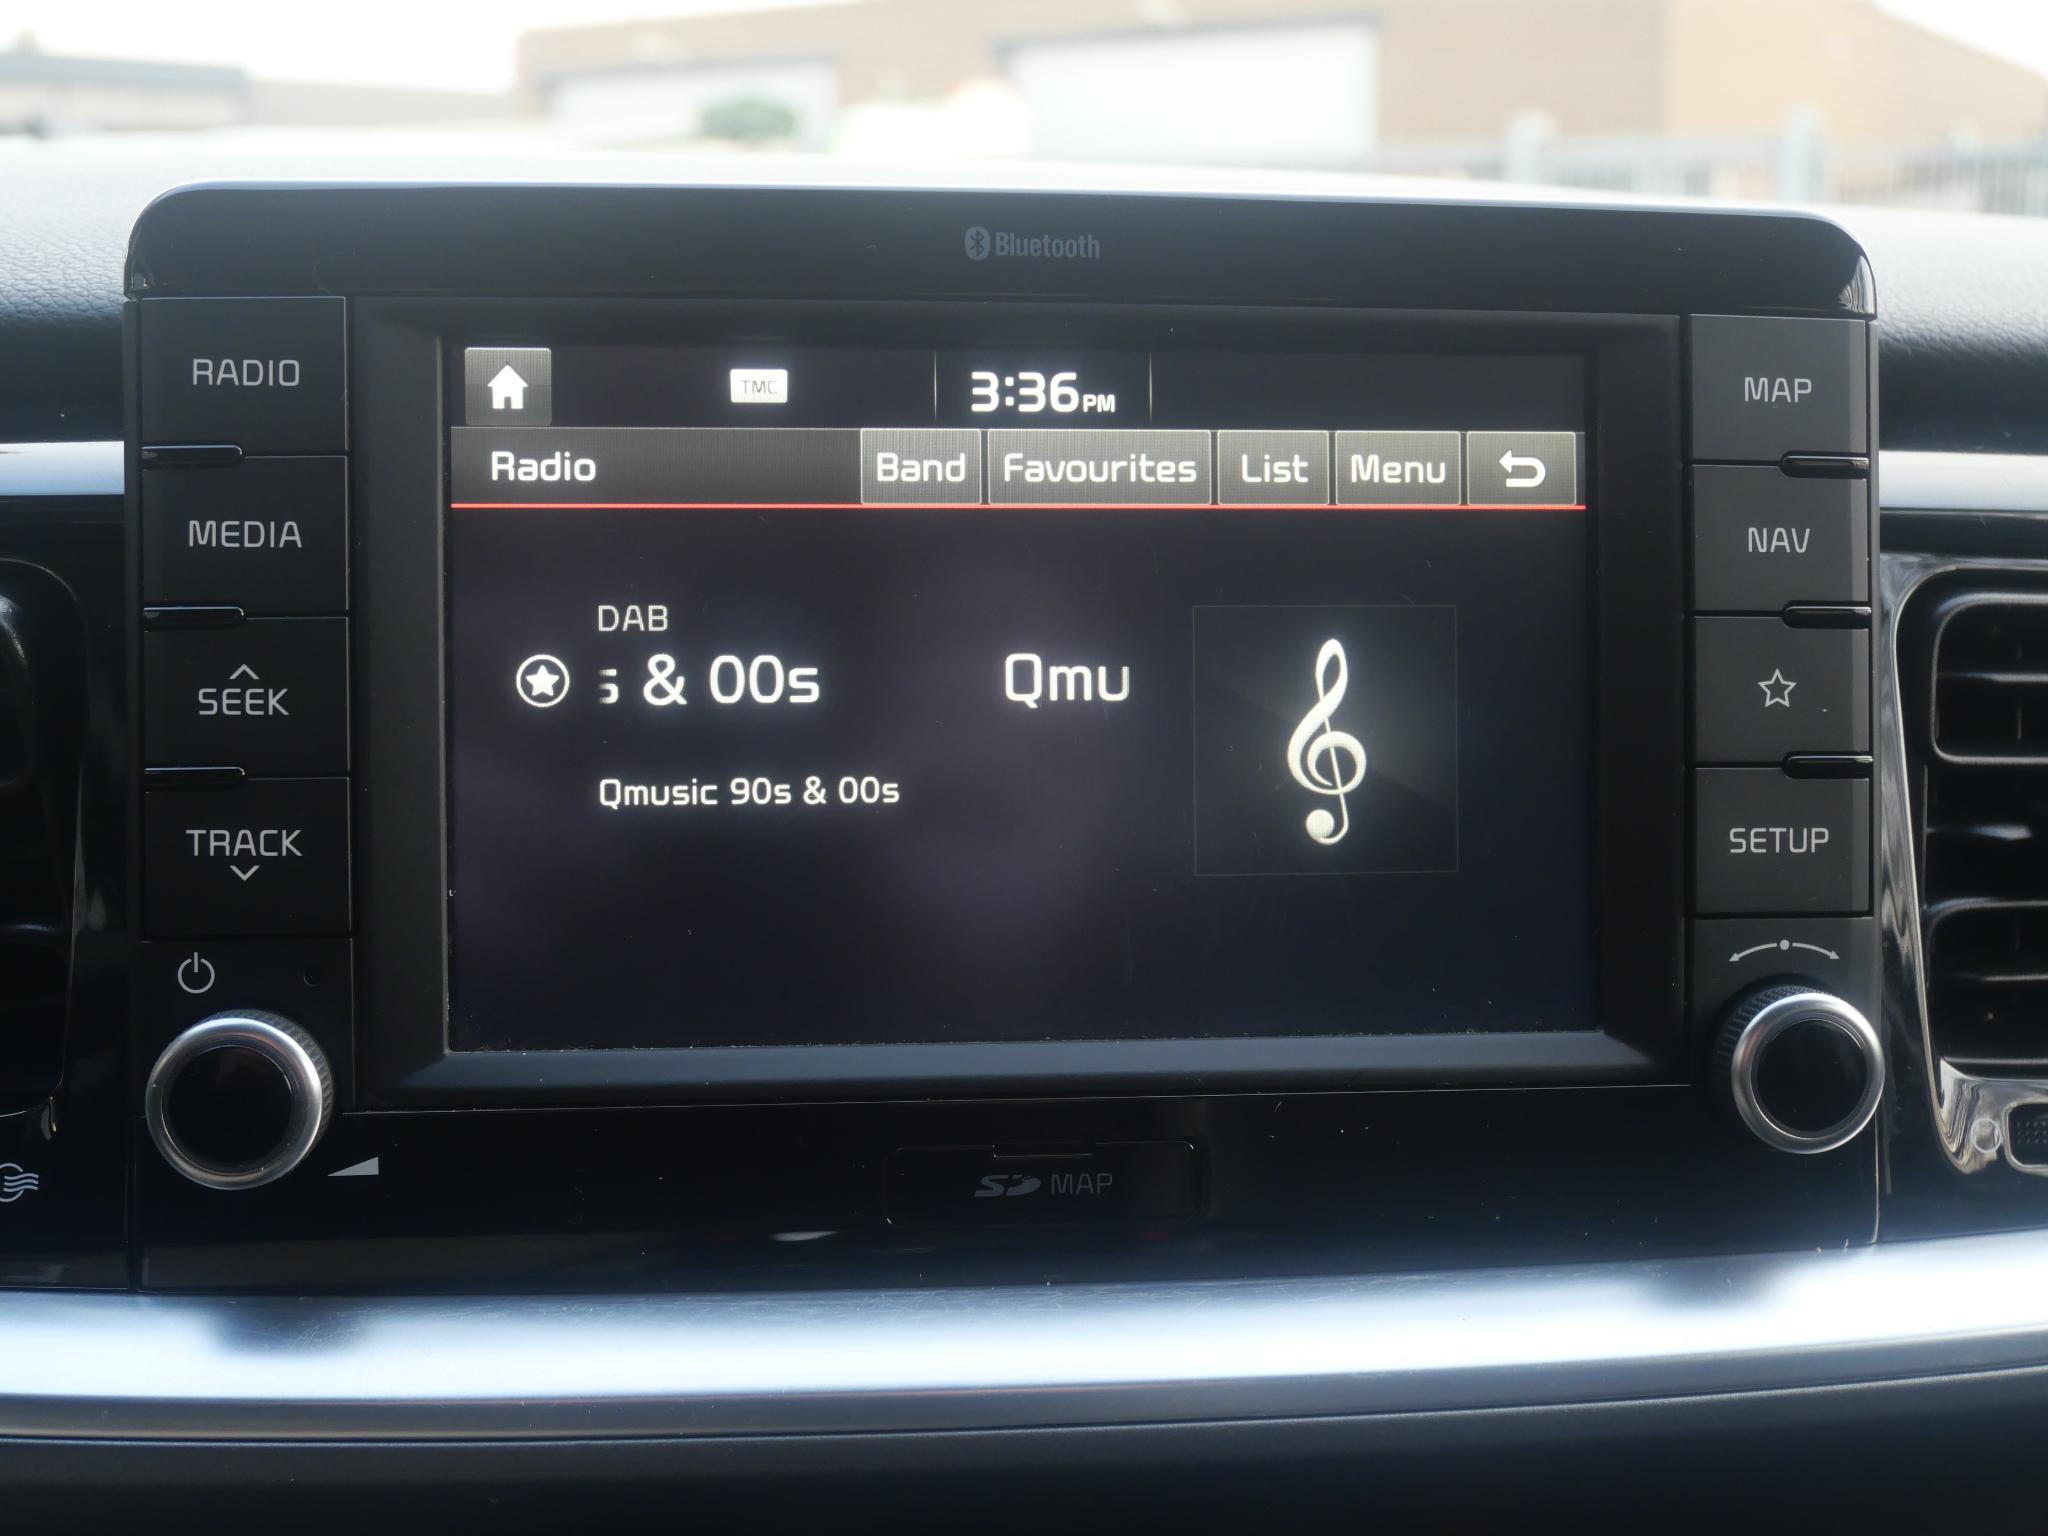 Bluetooth
RADIO
MEDIA
SEEK
TRACK
TMC
3:36PM
Radio Band Favourites List Menu
DAB
s & 00s Qmu
Qmusic 90s & 00s
MAP
NAV
SETUP
SD MAP